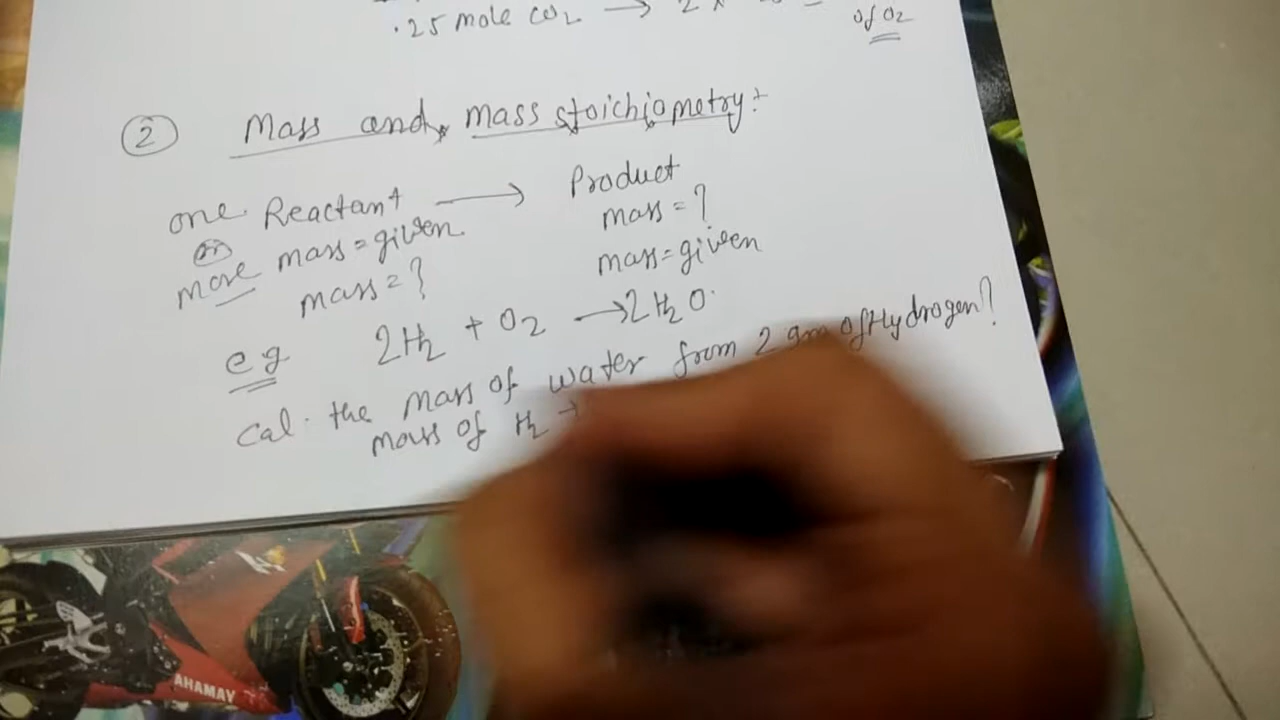 .25 mole CO2 → 2 x
of O2
2 Mass and, mass stoichiometry:
one Reactant → Product
or mass = given mass = ?
more mass = ? mass = given
eg 2H2 + O2 → 2H2O.
Cal. the mass of water from 2 gm of Hydrogen?
mass of H2 →
AHAMAY